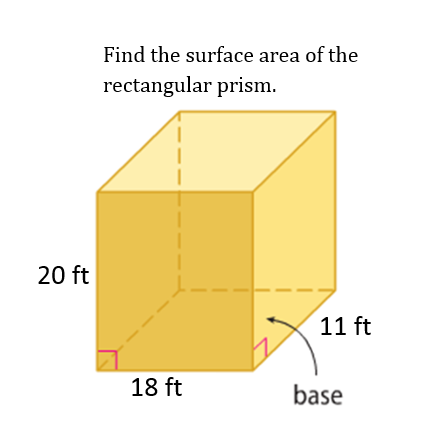 Find the surface area of the
rectangular prism.
20 ft
11 ft
18 ft
base